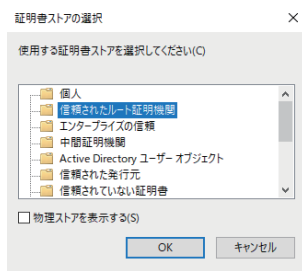 証明書ストアの選択
使用する証明書ストアを選択してください(C)
個人
信頼されたルート証明機関
エンタープライズの信頼
中間証明機関
Active Directory ユーザー オブジェクト
信頼された発行元
信頼されていない証明書
物理ストアを表示する(S)
OK キャンセル